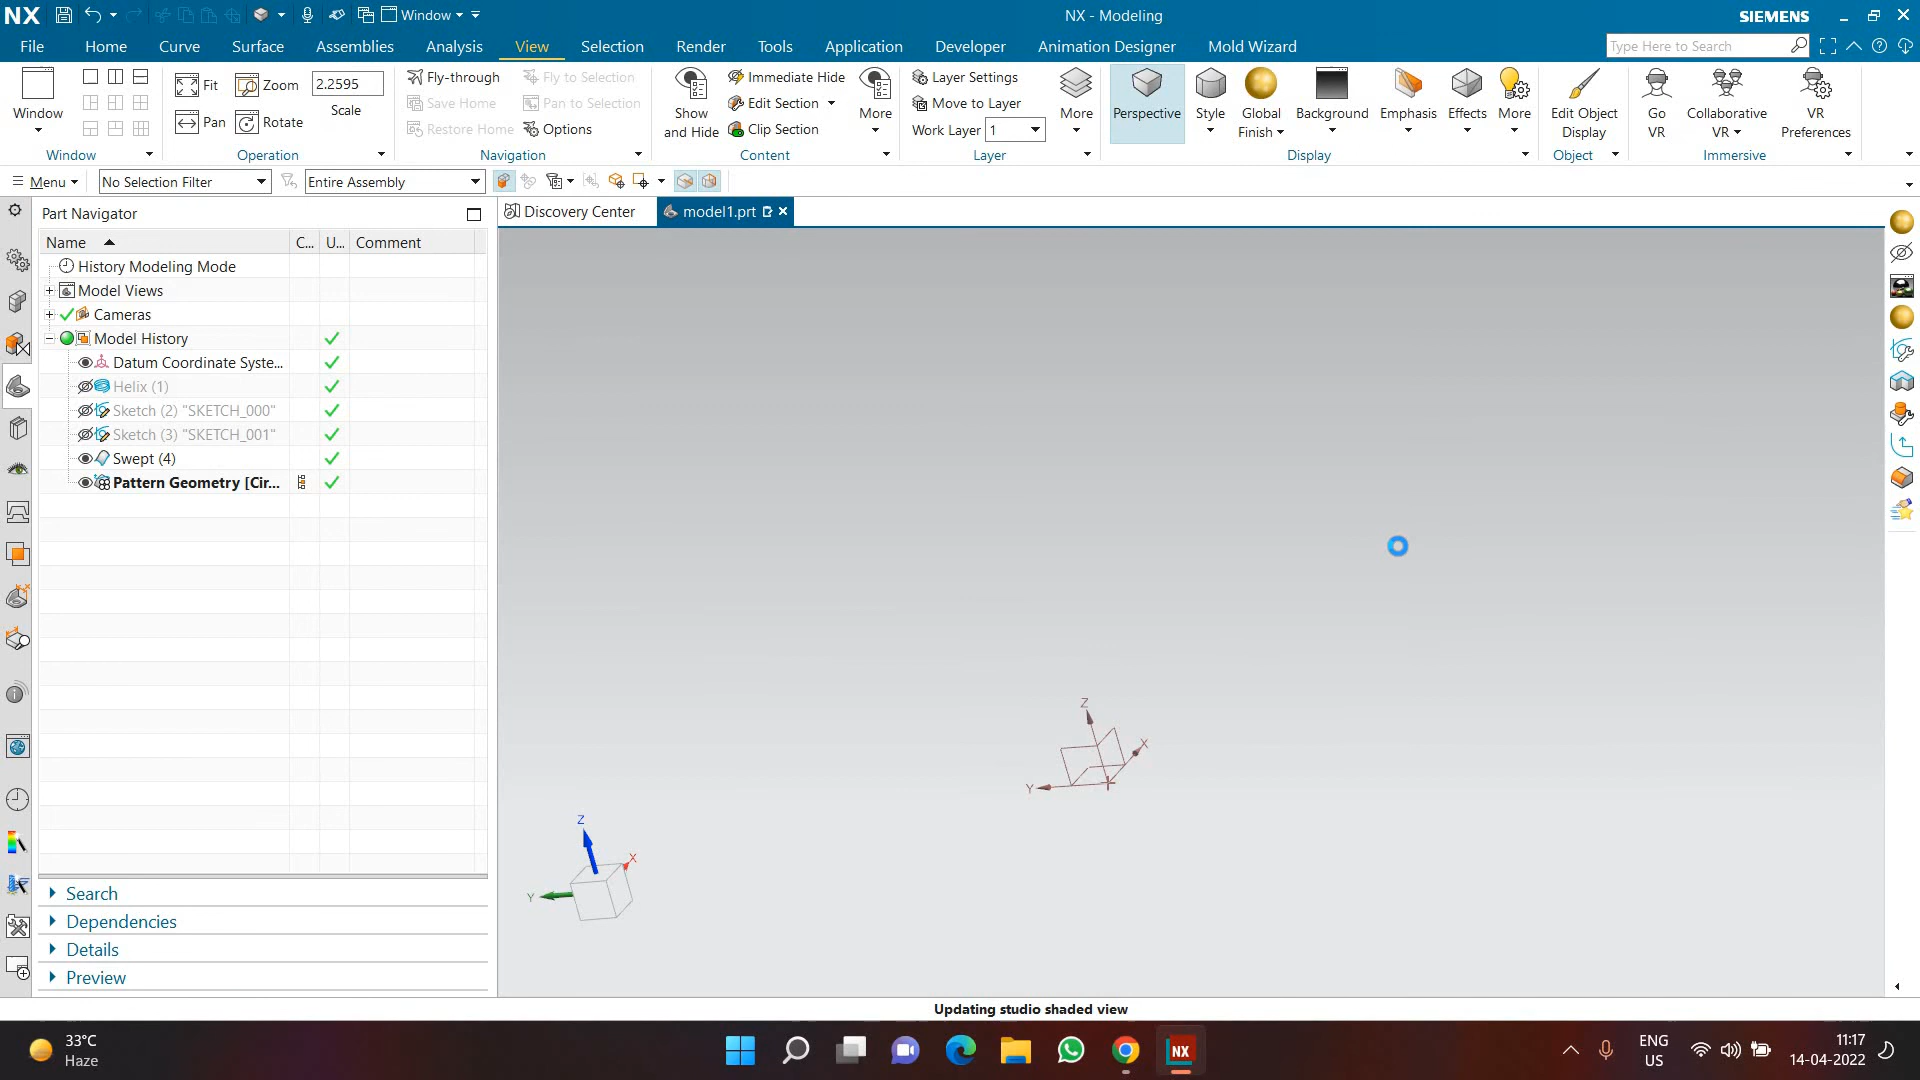 NX Window NX - Modeling SIEMENS
File Home Curve Surface Assemblies Analysis View Selection Render Tools Application Developer Animation Designer Mold Wizard Type Here to Search
Window
Window
Fit Zoom 2.2595
Pan Rotate Scale
Operation
Fly-through Fly to Selection
Save Home Pan to Selection
Restore Home Options
Navigation
Show and Hide
Immediate Hide
Edit Section
Clip Section
More
Content
Layer Settings
Move to Layer
Work Layer 1
More
Layer
Perspective Style Global Finish Background Emphasis Effects More
Display
Edit Object Display
Object
Go VR Collaborative VR VR Preferences
Immersive
Menu No Selection Filter Entire Assembly
Part Navigator
Discovery Center model1.prt
Name C... U... Comment
History Modeling Mode
Model Views
Cameras
Model History
Datum Coordinate Syste...
Helix (1)
Sketch (2) "SKETCH_000"
Sketch (3) "SKETCH_001"
Swept (4)
Pattern Geometry [Cir...
Z
X
Y
Z
X
Y
Search
Dependencies
Details
Preview
Updating studio shaded view
33°C
Haze
NX
ENG
US
11:17
14-04-2022